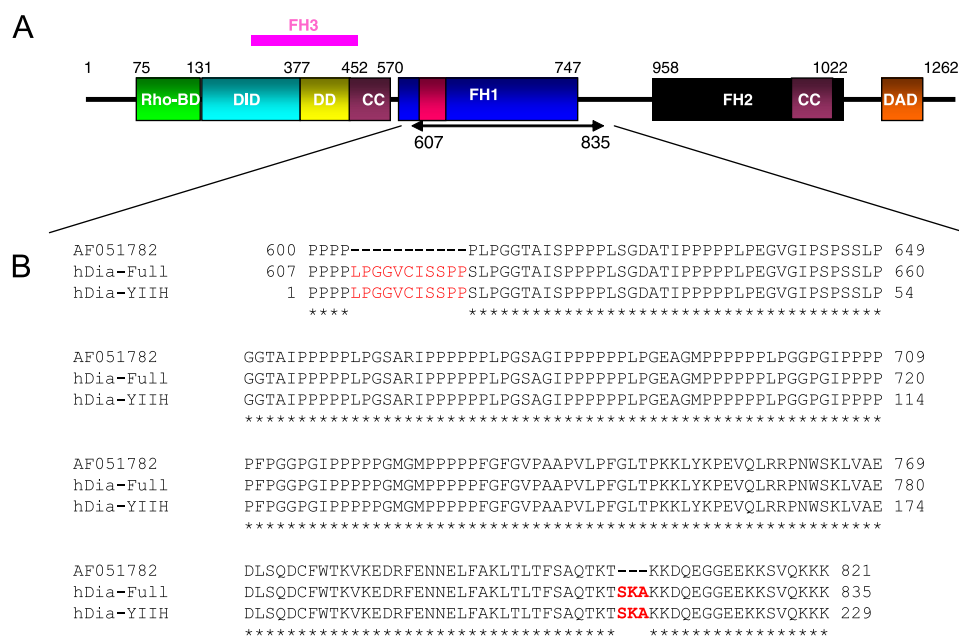 A
FH3
1 75 131 377 452 570 747 958 1022 1262
Rho-BD DID DD CC FH1 FH2 CC DAD
607 835
B
AF051782 600 PPPP-----------PLPGGTAISPPPPLSGDATIPPPPPLPEGVGIPSPSSLP 649
hDia-Full 607 PPPPLPGGVCISSPPSLPGGTAISPPPPLSGDATIPPPPPLPEGVGIPSPSSLP 660
hDia-YIIH 1 PPPPLPGGVCISSPPSLPGGTAISPPPPLSGDATIPPPPPLPEGVGIPSPSSLP 54
**** ***************************************
AF051782 GGTAIPPPPPLPGSARIPPPPPPLPGSAGIPPPPPPLPGEAGMPPPPPPLPGGPGIPPPP 709
hDia-Full GGTAIPPPPPLPGSARIPPPPPPLPGSAGIPPPPPPLPGEAGMPPPPPPLPGGPGIPPPP 720
hDia-YIIH GGTAIPPPPPLPGSARIPPPPPPLPGSAGIPPPPPPLPGEAGMPPPPPPLPGGPGIPPPP 114
************************************************************
AF051782 PFPGGPGIPPPPPGMGMPPPPPFGFGVPAAPVLPFGLTPKKLYKPEVQLRRPNWSKLVAE 769
hDia-Full PFPGGPGIPPPPPGMGMPPPPPFGFGVPAAPVLPFGLTPKKLYKPEVQLRRPNWSKLVAE 780
hDia-YIIH PFPGGPGIPPPPPGMGMPPPPPFGFGVPAAPVLPFGLTPKKLYKPEVQLRRPNWSKLVAE 174
************************************************************
AF051782 DLSQDCFWTKVKEDRFENNELFAKLTLTFSAQTKT---KKDQEGGEEKKSVQKKK 821
hDia-Full DLSQDCFWTKVKEDRFENNELFAKLTLTFSAQTKTSKAKKDQEGGEEKKSVQKKK 835
hDia-YIIH DLSQDCFWTKVKEDRFENNELFAKLTLTFSAQTKTSKAKKDQEGGEEKKSVQKKK 229
*********************************** *****************